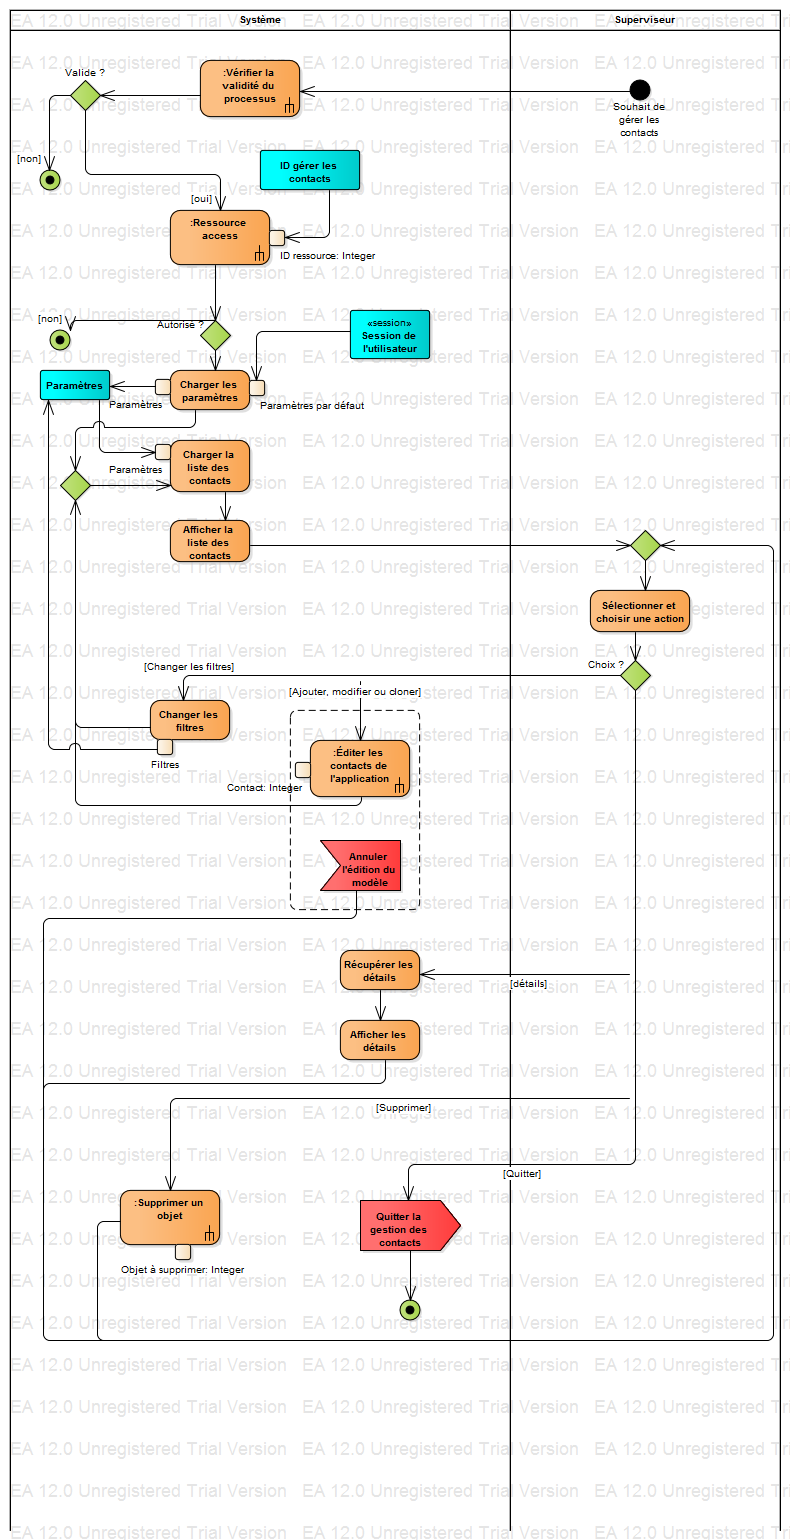 Système
Superviseur
Valide ?
:Vérifier la
validité du
processus
Souhait de
gérer les
contacts
[non]
ID gérer les
contacts
[oui]
:Ressource
access
ID ressource: Integer
[non]
Autorisé ?
«session»
Session de
l'utilisateur
Paramètres
Charger les
paramètres
Paramètres
Paramètres par défaut
Charger la
liste des
contacts
Paramètres
Afficher la
liste des
contacts
Sélectionner et
choisir une action
Choix ?
[Changer les filtres]
[Ajouter, modifier ou cloner]
Changer les
filtres
Filtres
:Éditer les
contacts de
l'application
Contact: Integer
Annuler
l'édition du
modèle
Récupérer les
détails
[détails]
Afficher les
détails
[Supprimer]
[Quitter]
:Supprimer un
objet
Objet à supprimer: Integer
Quitter la
gestion des
contacts
EA 12.0 Unregistered Trial Version